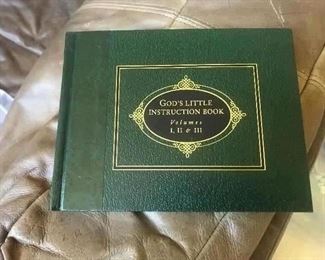 GOD'S LITTLE
INSTRUCTION BOOK
Volumes
I, II & III